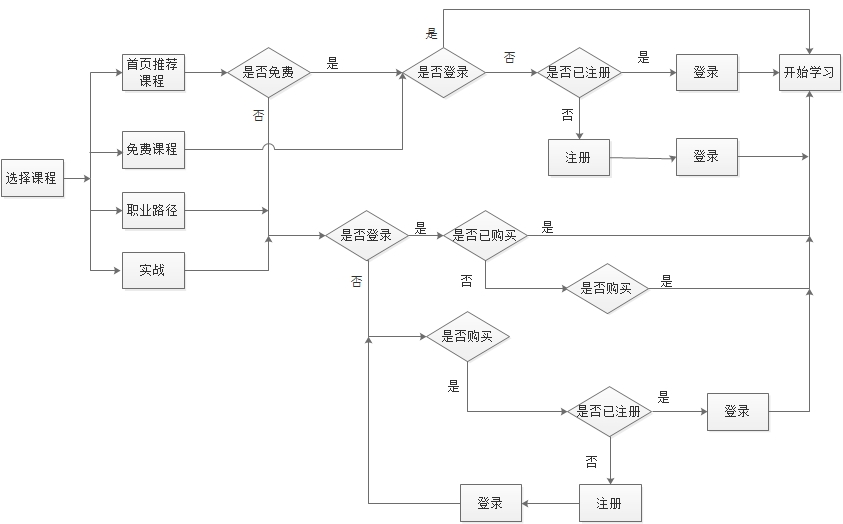 是
首页推荐
课程
是否免费
是
是否登录
否
是否已注册
是
登录
开始学习
否
否
免费课程
注册
登录
选择课程
职业路径
是否登录
是
是否已购买
是
实战
否
否
是否购买
是
是否购买
是
是否已注册
是
登录
否
登录
注册